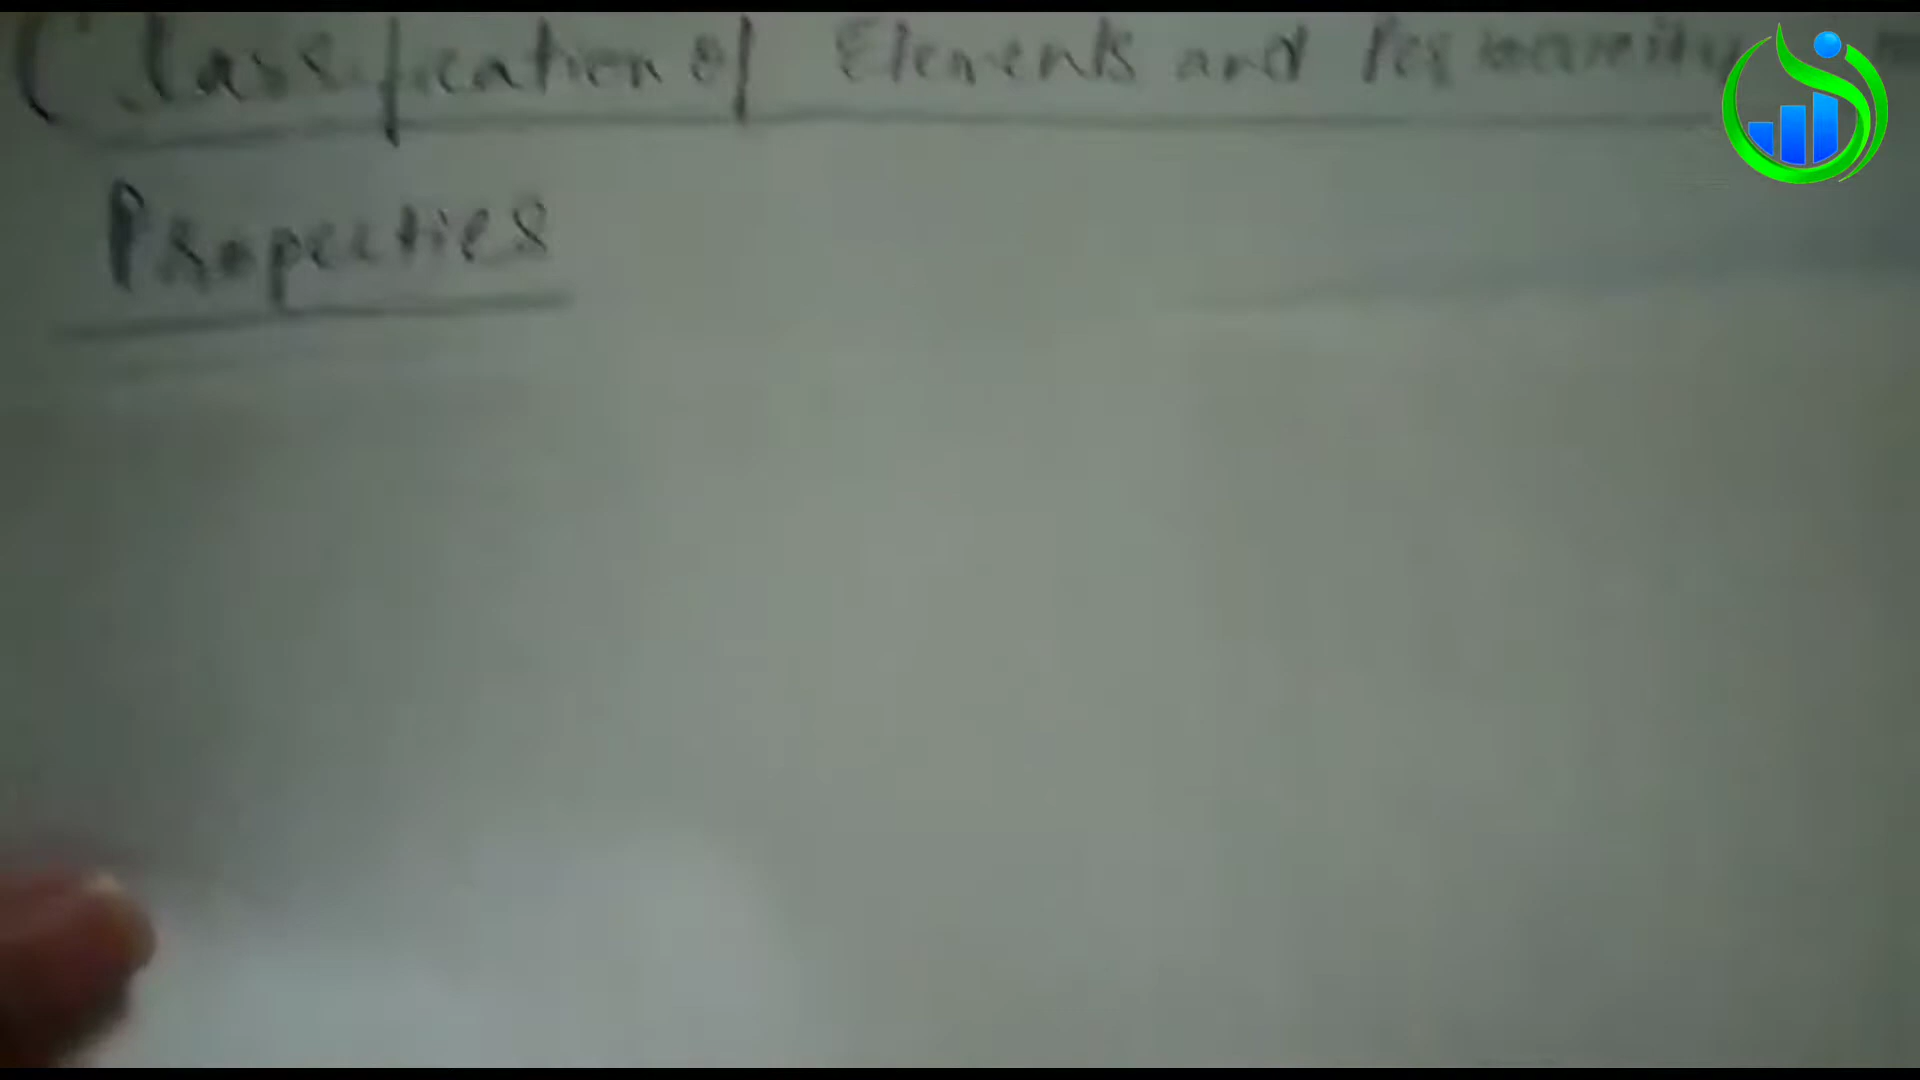 Classification of Elements and
Properties